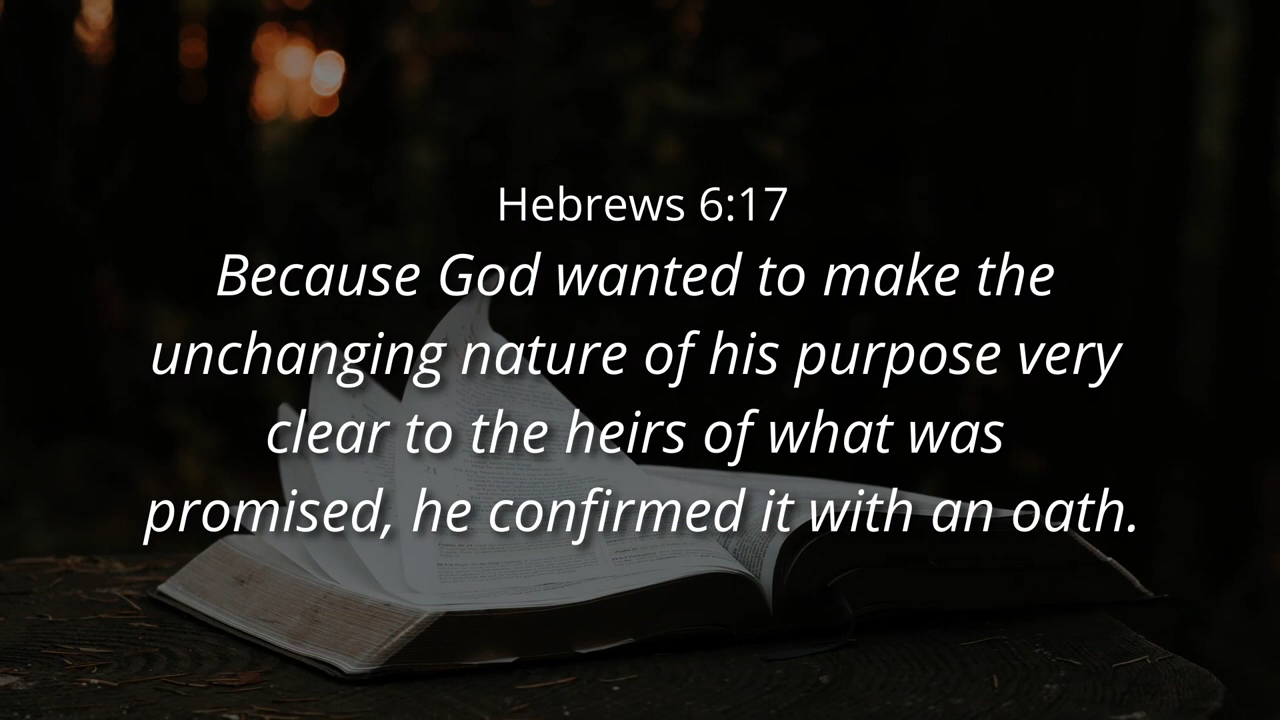 Hebrews 6:17
Because God wanted to make the
unchanging nature of his purpose very
clear to the heirs of what was
promised, he confirmed it with an oath.